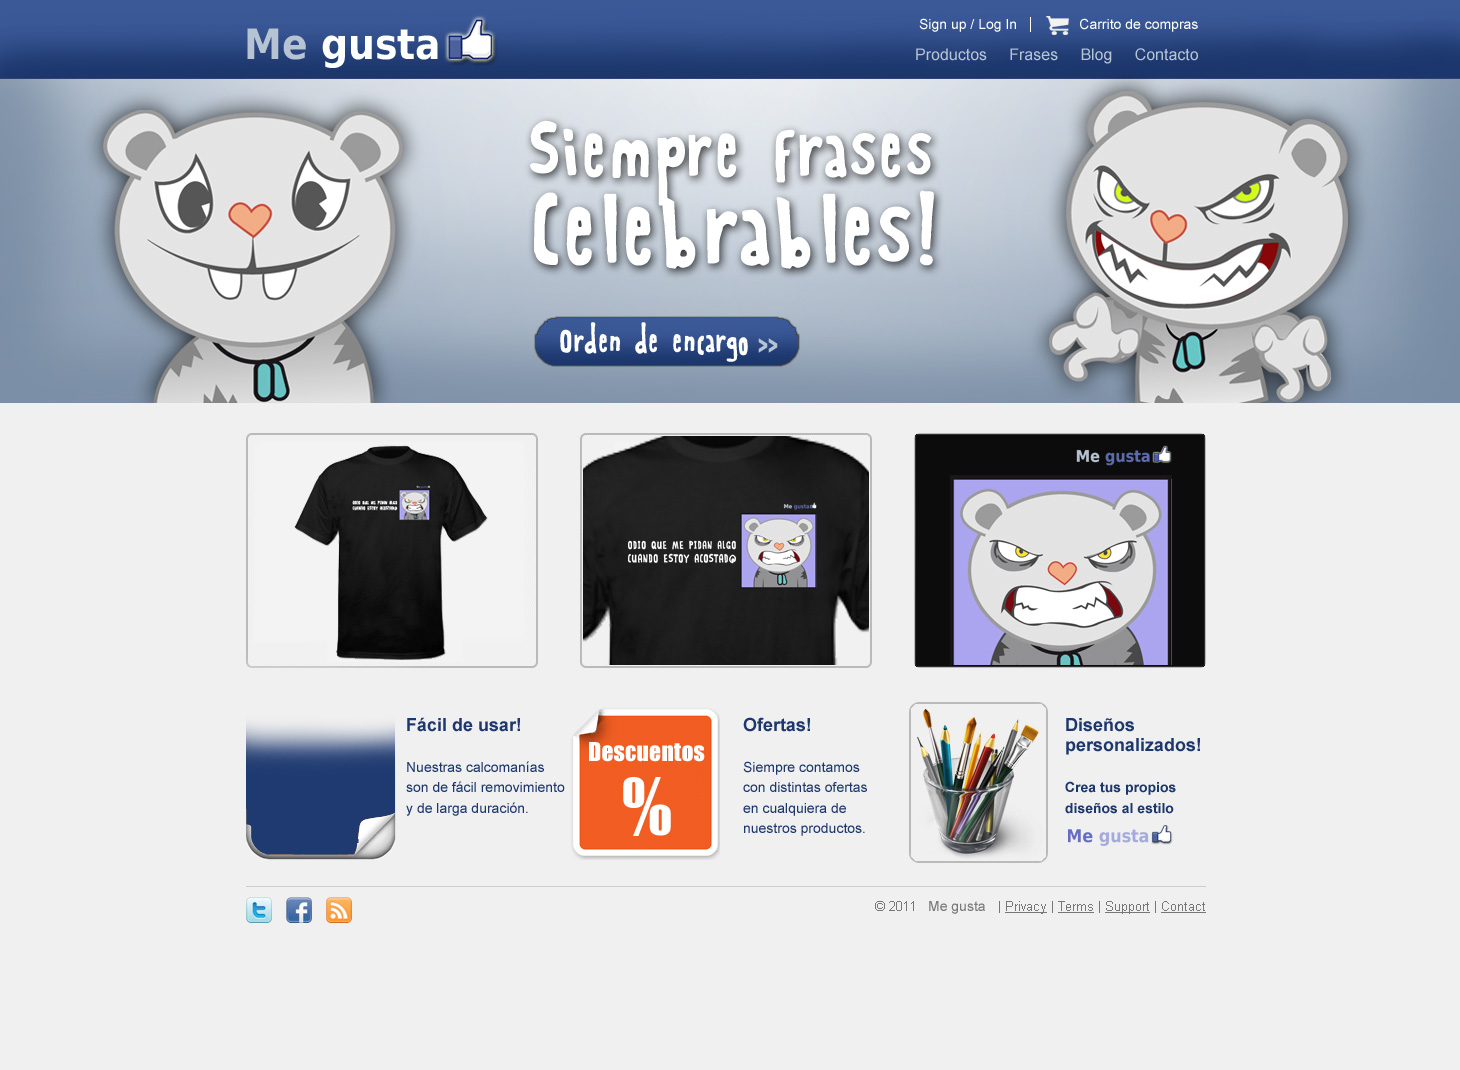 Me gusta
Sign up / Log In | Carrito de compras
Productos Frases Blog Contacto
Siempre frases
Celebrables!
Orden de encargo >>
ODIO QUE ME PIDAN ALGO
CUANDO ESTOY ACOSTAD@
Me gusta
ODIO QUE ME PIDAN ALGO
CUANDO ESTOY ACOSTAD@
Me gusta
Fácil de usar!
Nuestras calcomanías
son de fácil removimiento
y de larga duración.
Descuentos
%
Ofertas!
Siempre contamos
con distintas ofertas
en cualquiera de
nuestros productos.
Diseños
personalizados!
Crea tus propios
diseños al estilo
Me gusta
© 2011 Me gusta | Privacy | Terms | Support | Contact